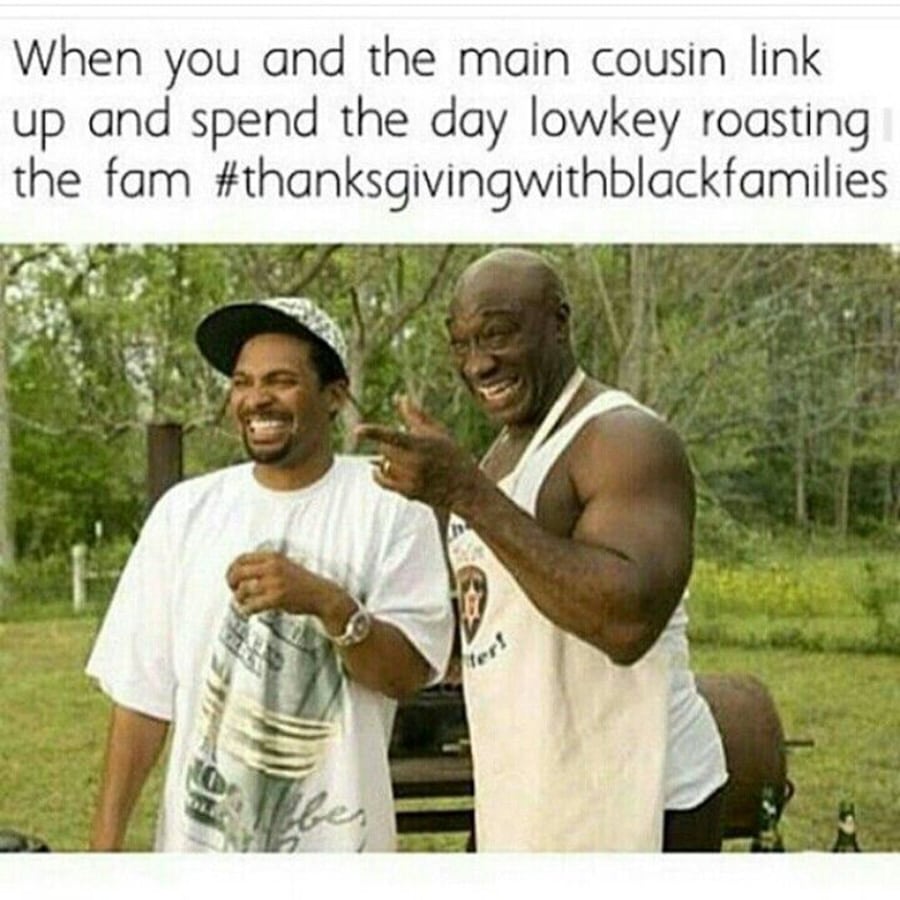 When you and the main cousin link
up and spend the day lowkey roasting
the fam #thanksgivingwithblackfamilies